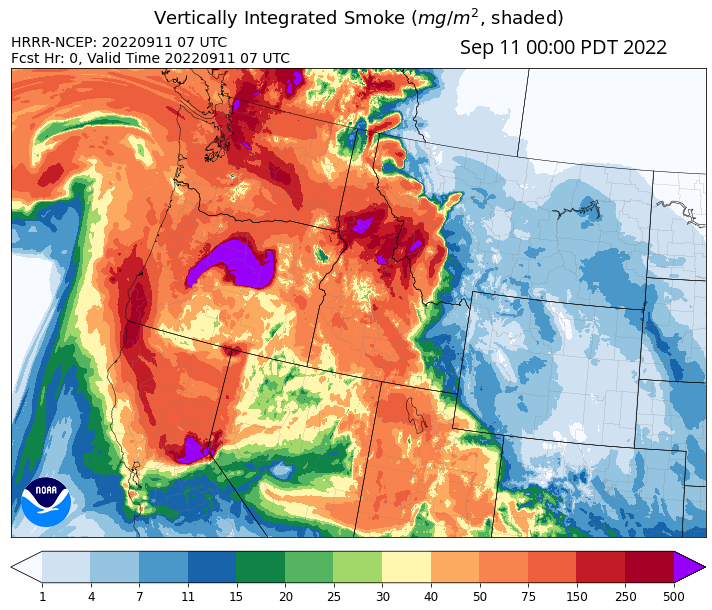 Vertically Integrated Smoke (mg/m², shaded)
HRRR-NCEP: 20220911 07 UTC
Sep 11 00:00 PDT 2022
Fcst Hr: 0, Valid Time 20220911 07 UTC
NOAA
1 4 7 11 15 20 25 30 40 50 75 150 250 500